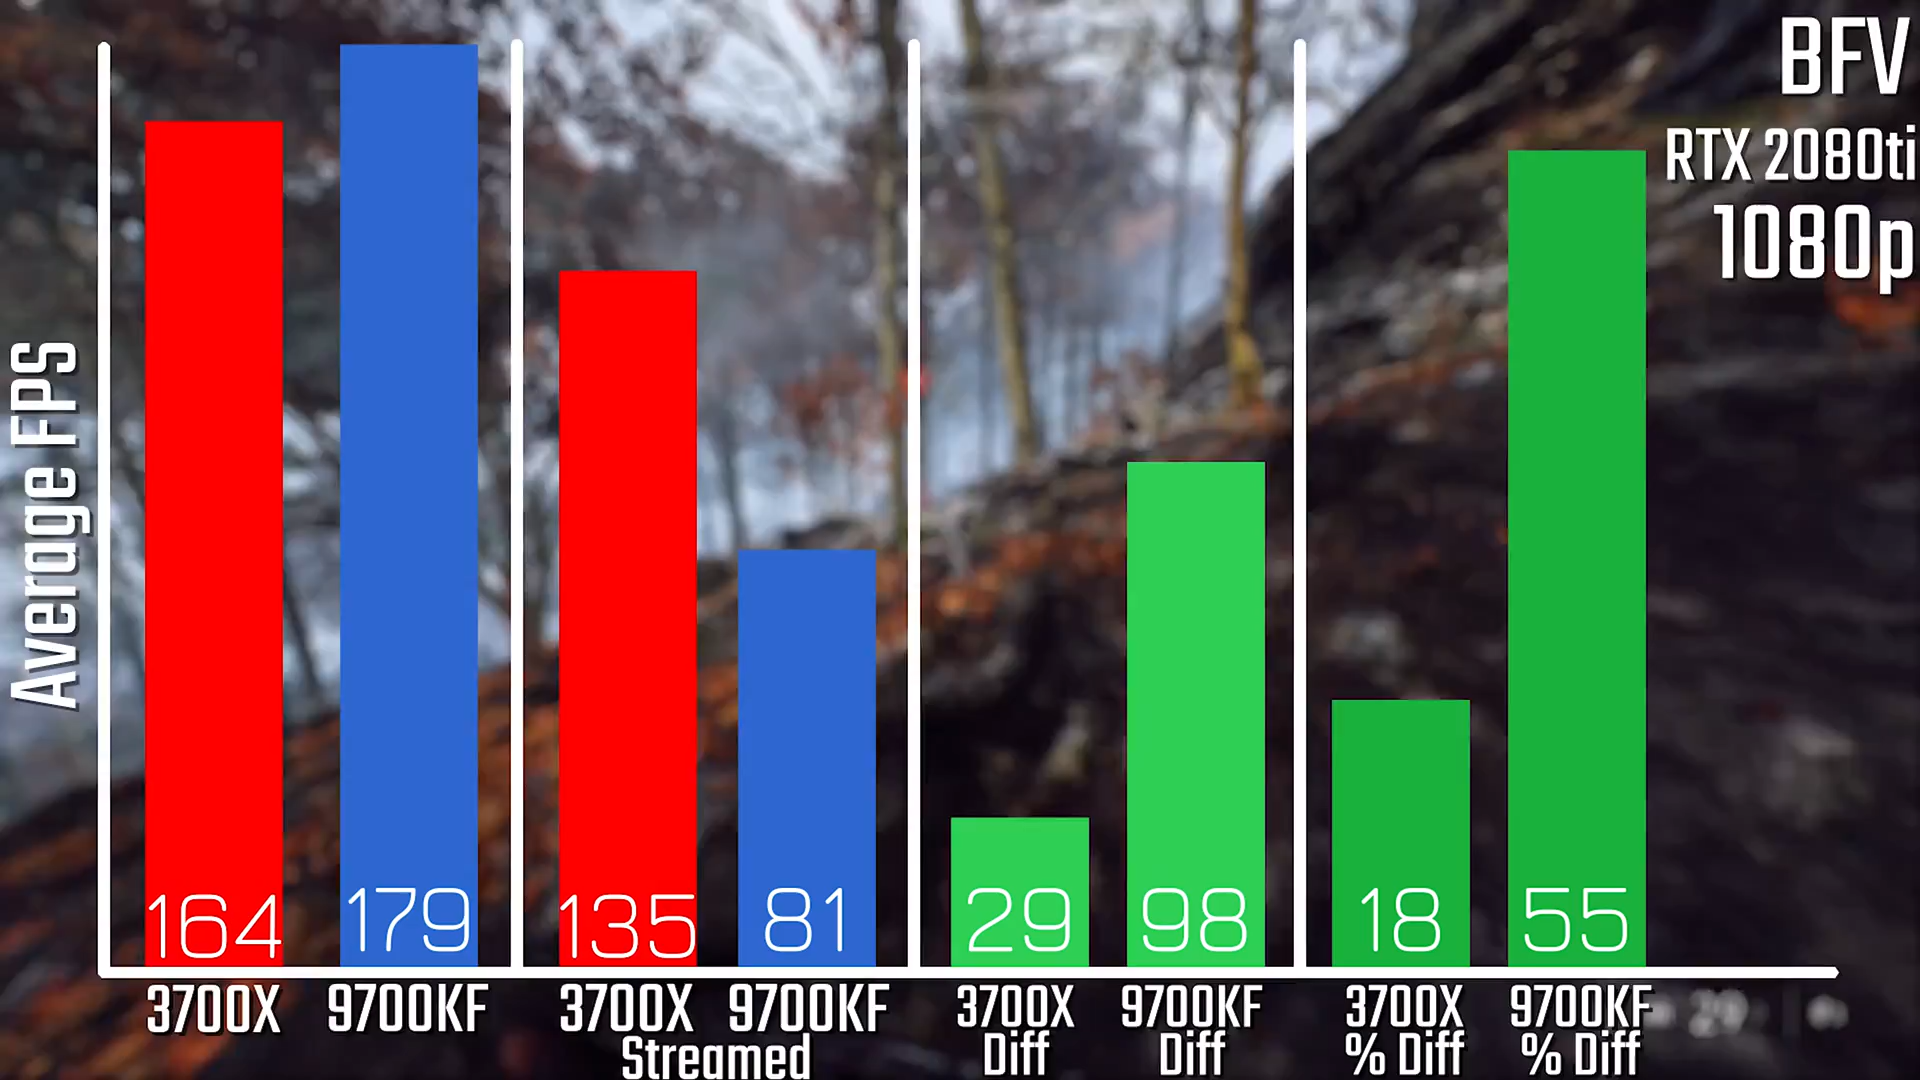 BFV
RTX 2080ti
1080p
Average FPS
164
179
135
81
29
98
18
55
3700X
9700KF
3700X
9700KF
Streamed
3700X
Diff
9700KF
Diff
3700X
% Diff
9700KF
% Diff